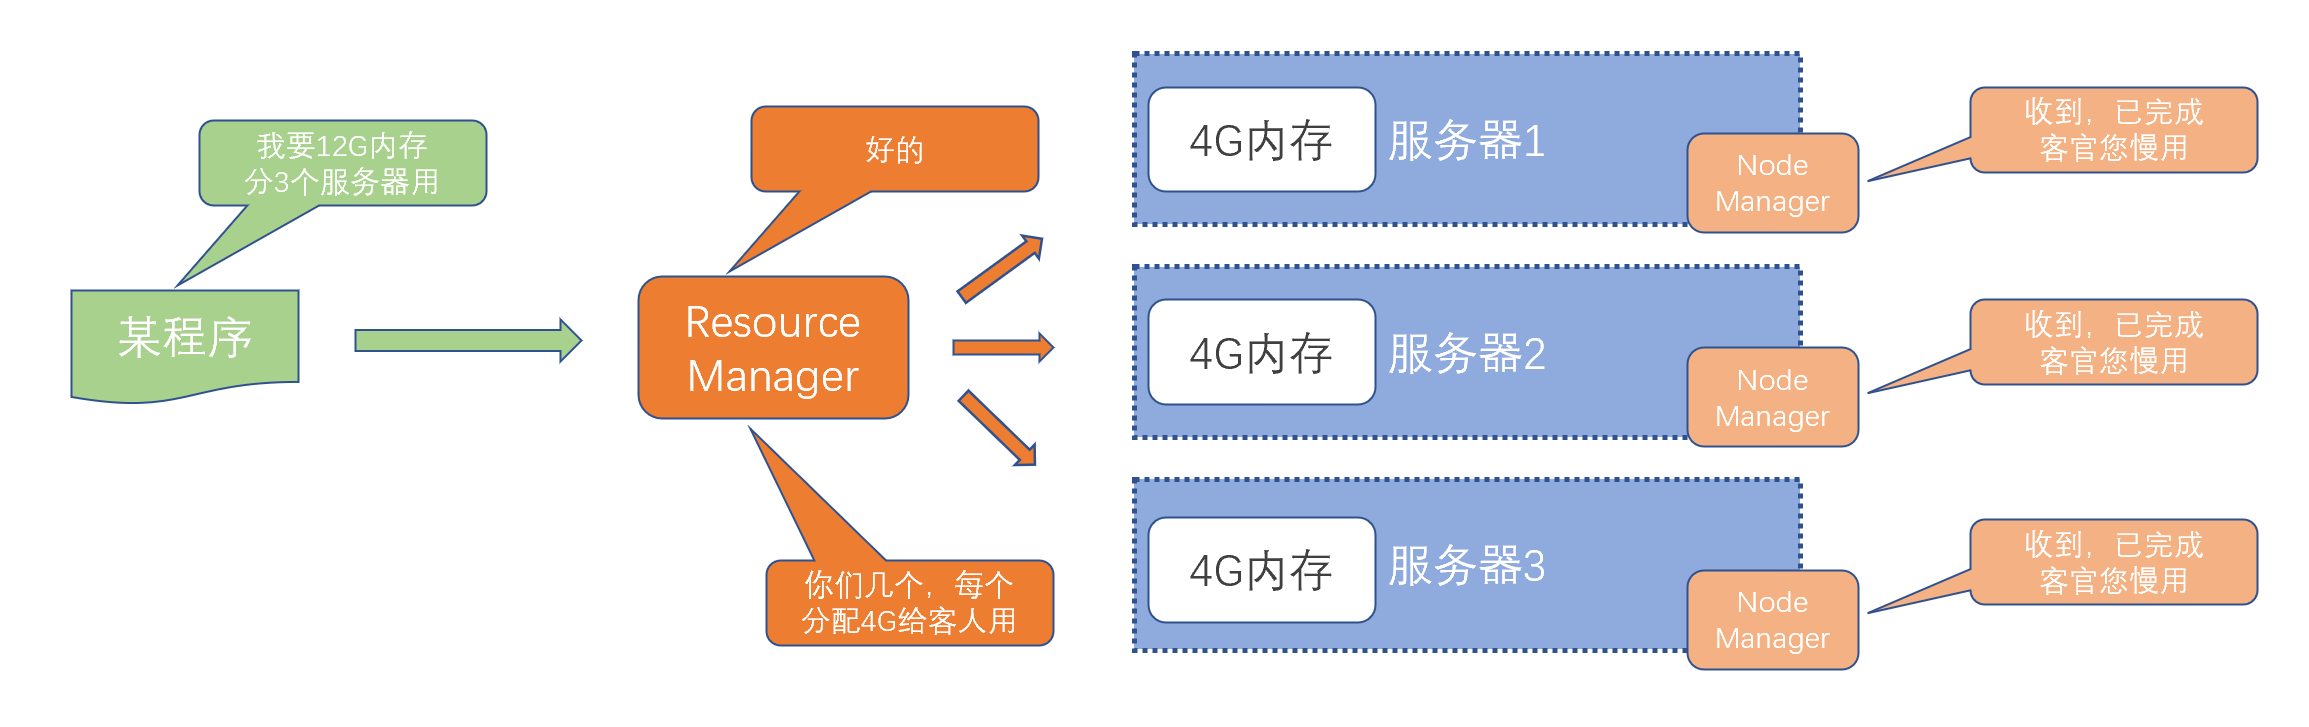 我要12G内存
分3个服务器用
某程序
好的
Resource
Manager
你们几个，每个
分配4G给客人用
4G内存
服务器1
Node
Manager
收到，已完成
客官您慢用
4G内存
服务器2
Node
Manager
收到，已完成
客官您慢用
4G内存
服务器3
Node
Manager
收到，已完成
客官您慢用